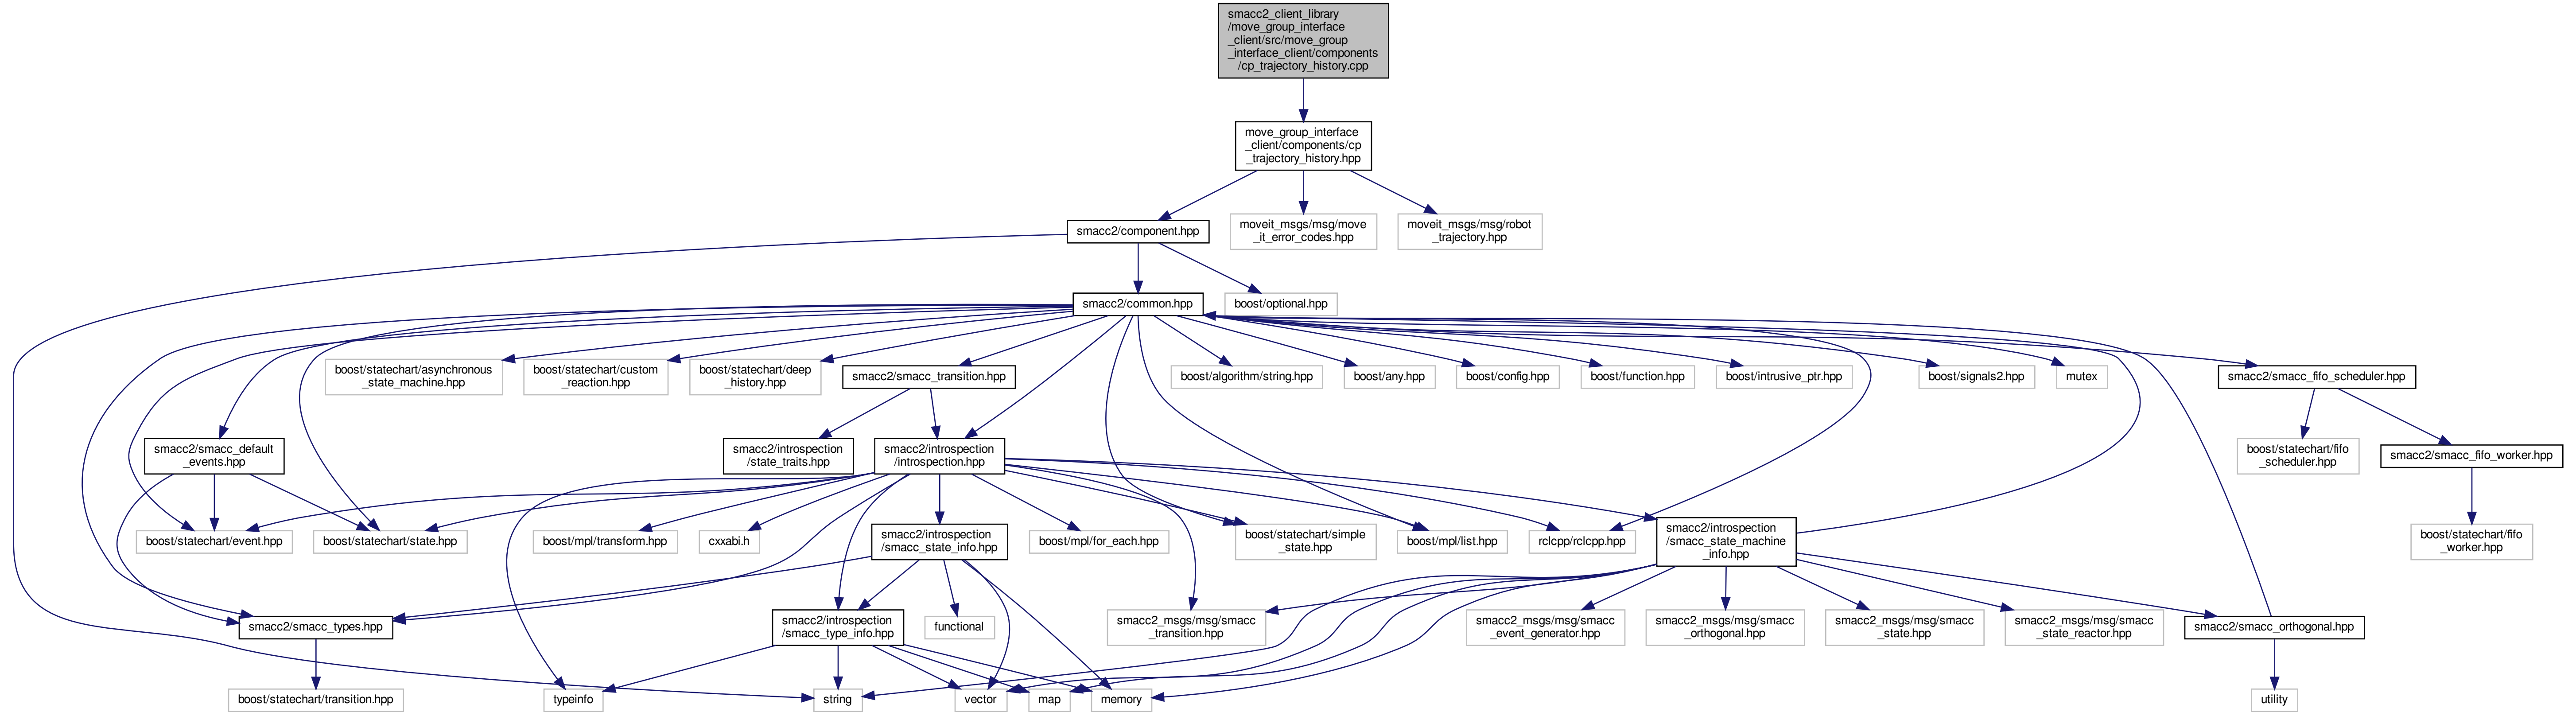 smacc2_client_library
/move_group_interface
_client/src/move_group
_interface_client/components
/cp_trajectory_history.cpp
move_group_interface
_client/components/cp
_trajectory_history.hpp
smacc2/component.hpp
moveit_msgs/msg/move
_it_error_codes.hpp
moveit_msgs/msg/robot
_trajectory.hpp
smacc2/common.hpp
boost/optional.hpp
boost/statechart/asynchronous
_state_machine.hpp
boost/statechart/custom
_reaction.hpp
boost/statechart/deep
_history.hpp
smacc2/smacc_transition.hpp
boost/algorithm/string.hpp
boost/any.hpp
boost/config.hpp
boost/function.hpp
boost/intrusive_ptr.hpp
boost/signals2.hpp
mutex
smacc2/smacc_fifo_scheduler.hpp
smacc2/smacc_default
_events.hpp
smacc2/introspection
/state_traits.hpp
smacc2/introspection
/introspection.hpp
boost/statechart/fifo
_scheduler.hpp
smacc2/smacc_fifo_worker.hpp
boost/statechart/event.hpp
boost/statechart/state.hpp
boost/mpl/transform.hpp
cxxabi.h
smacc2/introspection
/smacc_state_info.hpp
boost/mpl/for_each.hpp
boost/statechart/simple
_state.hpp
boost/mpl/list.hpp
rclcpp/rclcpp.hpp
smacc2/introspection
/smacc_state_machine
_info.hpp
boost/statechart/fifo
_worker.hpp
smacc2/smacc_types.hpp
smacc2/introspection
/smacc_type_info.hpp
functional
smacc2_msgs/msg/smacc
_transition.hpp
smacc2_msgs/msg/smacc
_event_generator.hpp
smacc2_msgs/msg/smacc
_orthogonal.hpp
smacc2_msgs/msg/smacc
_state.hpp
smacc2_msgs/msg/smacc
_state_reactor.hpp
smacc2/smacc_orthogonal.hpp
boost/statechart/transition.hpp
typeinfo
string
vector
map
memory
utility